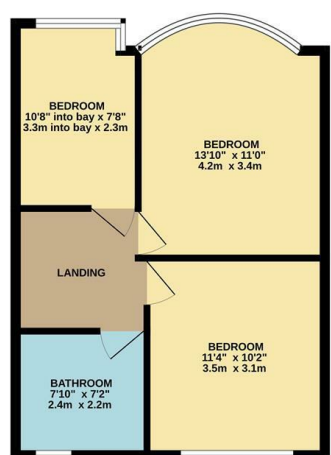 BEDROOM
10'8" into bay x 7'8"
3.3m into bay x 2.3m
BEDROOM
13'10" x 11'0"
4.2m x 3.4m
LANDING
BEDROOM
11'4" x 10'2"
3.5m x 3.1m
BATHROOM
7'10" x 7'2"
2.4m x 2.2m